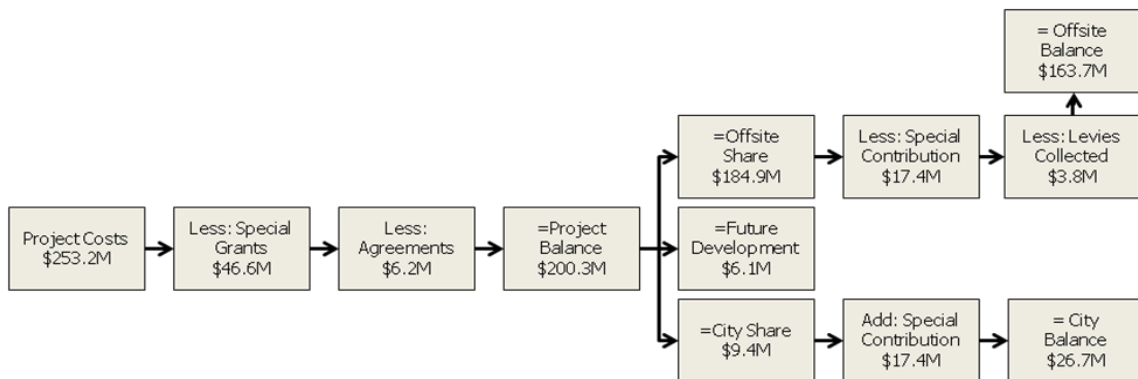 Project Costs
$253.2M
Less: Special
Grants
$46.6M
Less:
Agreements
$6.2M
=Project
Balance
$200.3M
=Offsite
Share
$184.9M
Less: Special
Contribution
$17.4M
Less: Levies
Collected
$3.8M
= Offsite
Balance
$163.7M
=Future
Development
$6.1M
=City Share
$9.4M
Add: Special
Contribution
$17.4M
= City
Balance
$26.7M